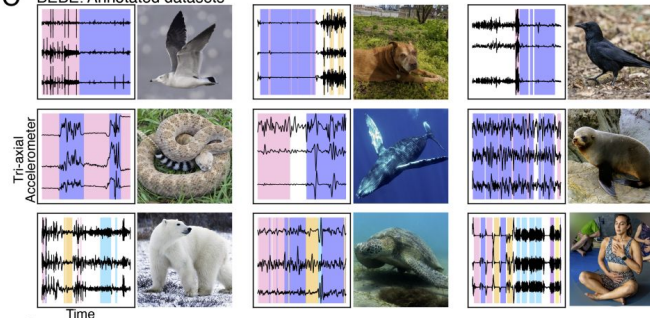 BEBE: Annotated datasets
Tri-axial
Accelerometer
Time